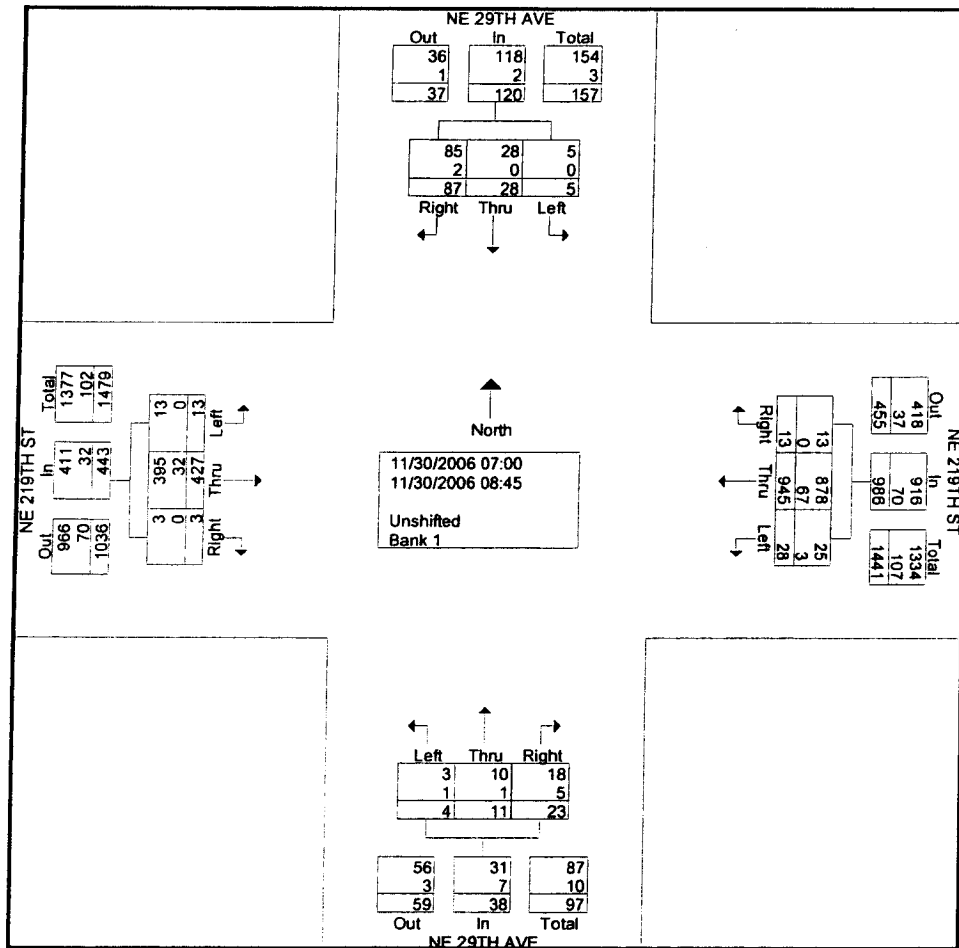 NE 29TH AVE
Out In Total
36 118 154
1 2 3
37 120 157
85 28 5
2 0 0
87 28 5
Right Thru Left
NE 219TH ST
Total In Out
1377 411 966
102 32 70
1479 443 1036
13 395 3
0 32 0
13 427 3
Left Thru Right
North
11/30/2006 07:00
11/30/2006 08:45
Unshifted
Bank 1
Right Thru Left
13 945 28
0 67 3
13 878 25
455 986 1441
37 70 107
418 916 1334
Out In Total
NE 219TH ST
Left Thru Right
3 10 18
1 1 5
4 11 23
56 31 87
3 7 10
59 38 97
Out In Total
NE 29TH AVE